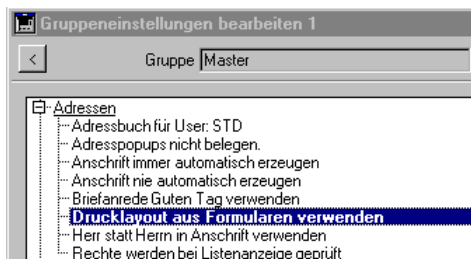 Gruppeneinstellungen bearbeiten 1
< Gruppe Master
Adressen
Adressbuch für User: STD
Adresspopups nicht belegen.
Anschrift immer automatisch erzeugen
Anschrift nie automatisch erzeugen
Briefanrede Guten Tag verwenden
Drucklayout aus Formularen verwenden
Herr statt Herrn in Anschrift verwenden
Rechte werden bei Listenanzeige geprüft